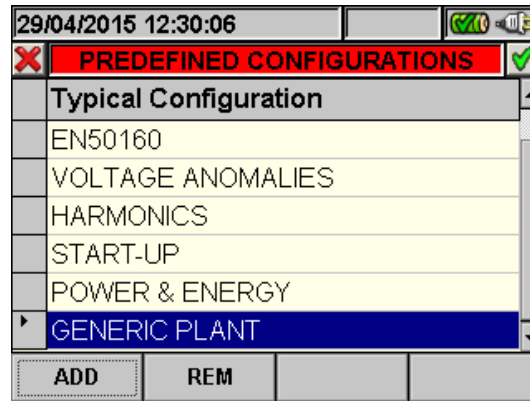 29/04/2015 12:30:06
PREDEFINED CONFIGURATIONS
Typical Configuration
EN50160
VOLTAGE ANOMALIES
HARMONICS
START-UP
POWER & ENERGY
GENERIC PLANT
ADD REM